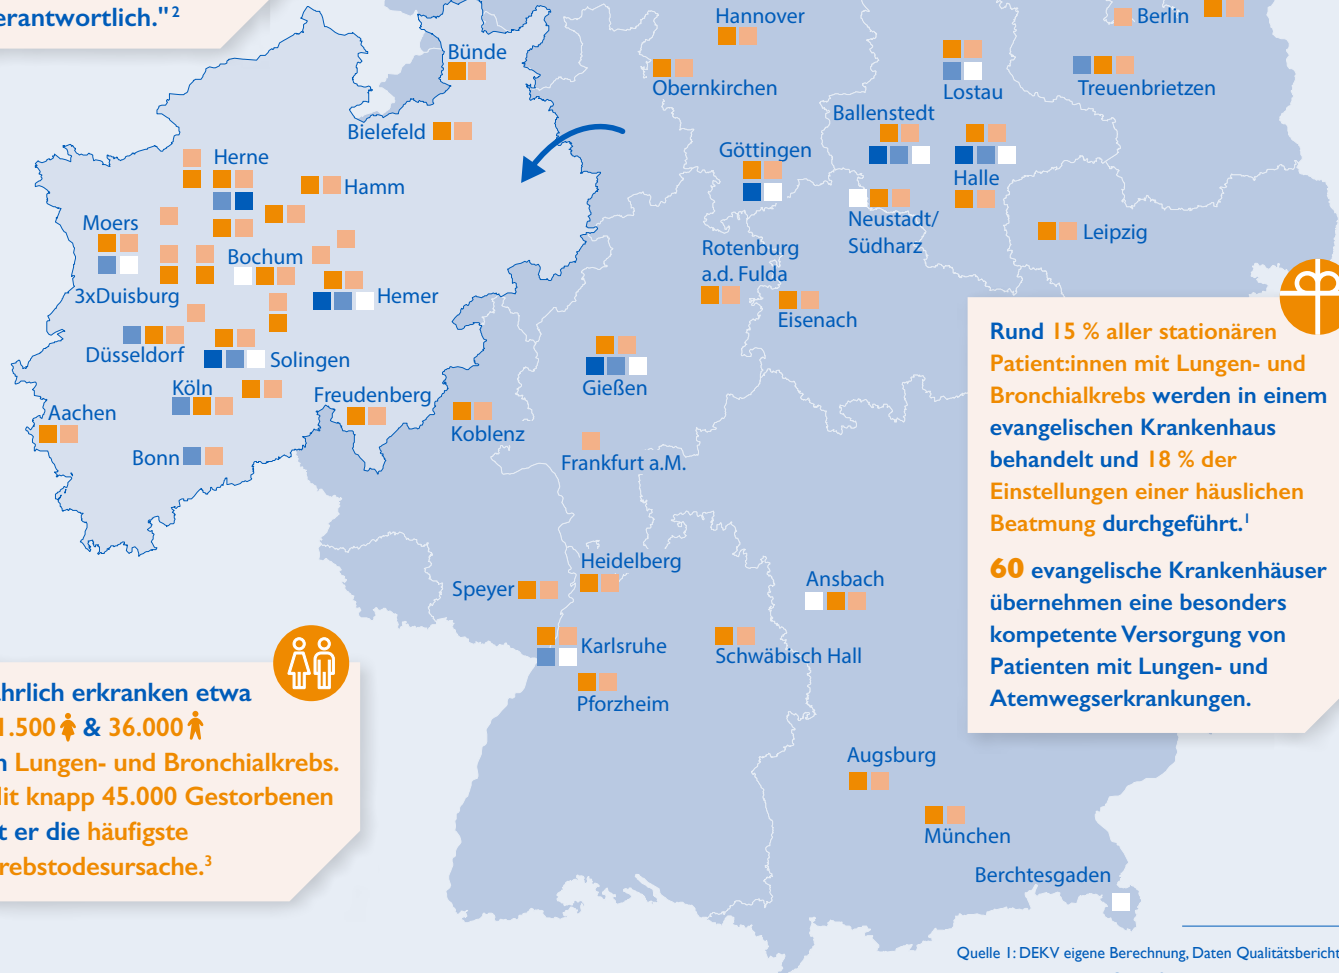 erantwortlich."2
Hannover
Berlin
Bünde
Obernkirchen
Lostau
Treuenbrietzen
Ballenstedt
Bielefeld
Göttingen
Herne
Halle
Hamm
Neustadt/
Südharz
Moers
Leipzig
Rotenburg
a.d. Fulda
Bochum
3xDuisburg
Hemer
Eisenach
Düsseldorf
Solingen
Gießen
Köln
Freudenberg
Aachen
Koblenz
Bonn
Frankfurt a.M.
Rund 15 % aller stationären
Patient:innen mit Lungen- und
Bronchialkrebs werden in einem
evangelischen Krankenhaus
behandelt und 18 % der
Einstellungen einer häuslichen
Beatmung durchgeführt.1
60 evangelische Krankenhäuser
übernehmen eine besonders
kompetente Versorgung von
Patienten mit Lungen- und
Atemwegserkrankungen.
Heidelberg
Speyer
Ansbach
Karlsruhe
Schwäbisch Hall
Pforzheim
hrlich erkranken etwa
1.500 & 36.000
Lungen- und Bronchialkrebs.
it knapp 45.000 Gestorbenen
t er die häufigste
rebstodesursache.3
Augsburg
München
Berchtesgaden
Quelle 1: DEKV eigene Berechnung, Daten Qualitätsbericht